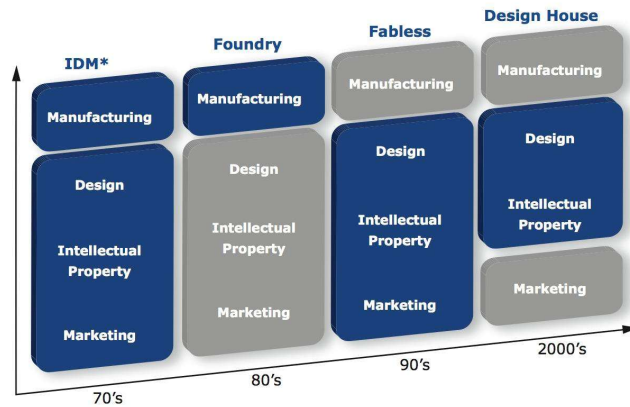 IDM*
Manufacturing
Design
Intellectual
Property
Marketing
70's
Foundry
Manufacturing
Design
Intellectual
Property
Marketing
80's
Fabless
Manufacturing
Design
Intellectual
Property
Marketing
90's
Design House
Manufacturing
Design
Intellectual
Property
Marketing
2000's